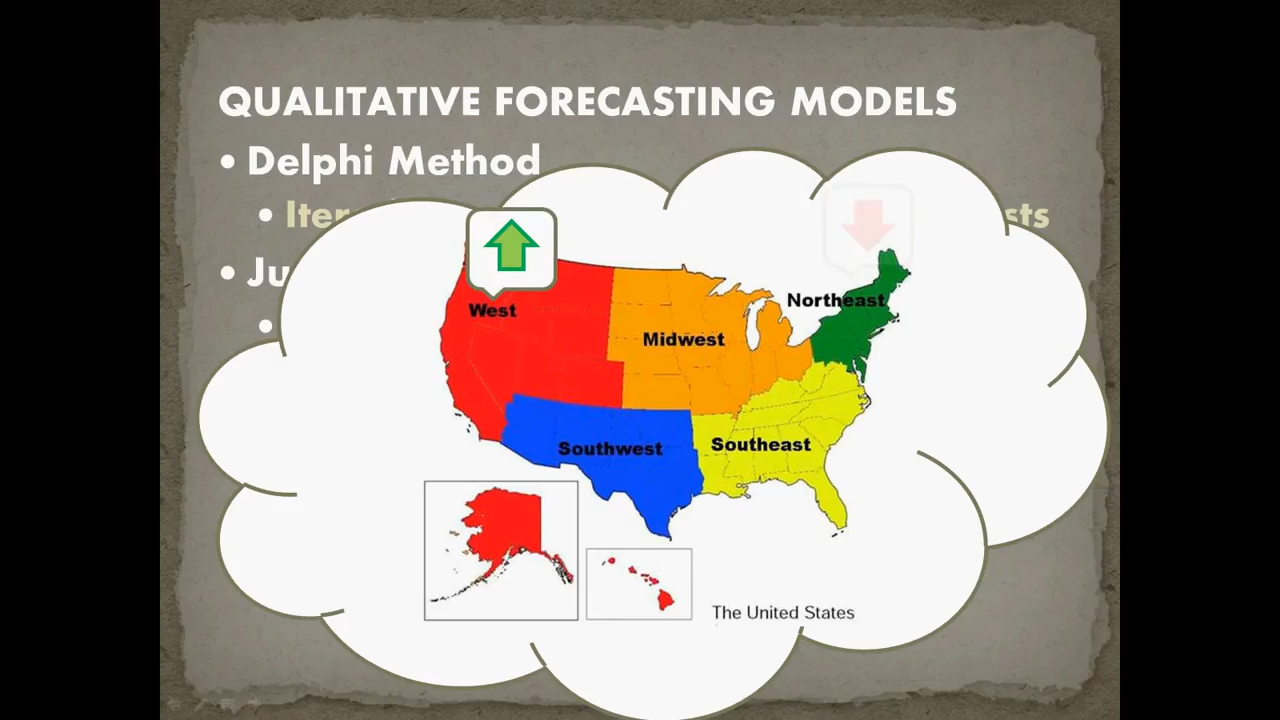 QUALITATIVE FORECASTING MODELS
• Delphi Method
•
•
•
West
Northeast
Midwest
Southwest
Southeast
The United States